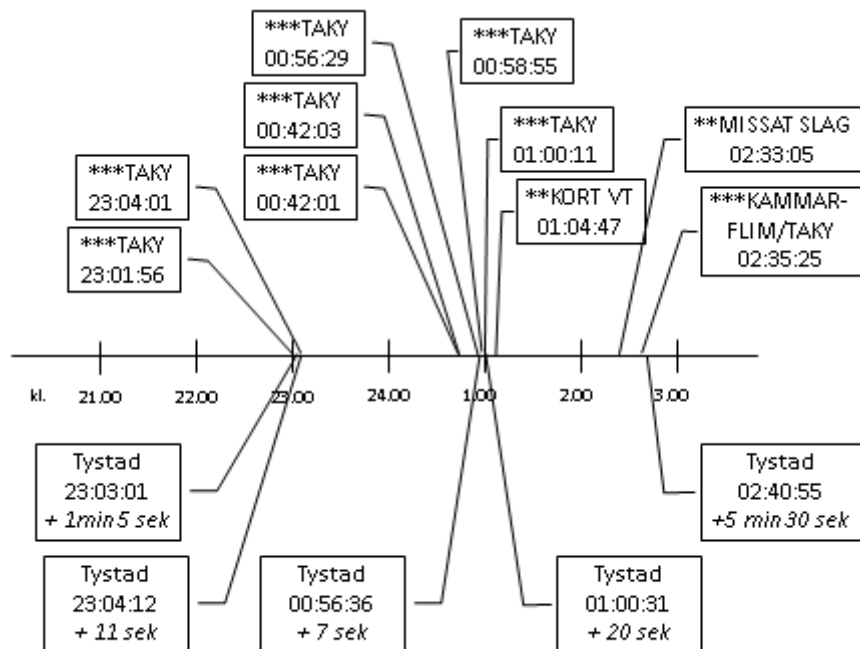 ***TAKY
00:56:29
***TAKY
00:58:55
***TAKY
00:42:03
***TAKY
01:00:11
**MISSAT SLAG
02:33:05
***TAKY
23:04:01
***TAKY
00:42:01
**KORT VT
01:04:47
***KAMMAR-
FLIM/TAKY
02:35:25
***TAKY
23:01:56
kl. 21.00 22.00 23.00 24.00 1.00 2.00 3.00
Tystad
23:03:01
+ 1min 5 sek
Tystad
02:40:55
+5 min 30 sek
Tystad
23:04:12
+ 11 sek
Tystad
00:56:36
+ 7 sek
Tystad
01:00:31
+ 20 sek